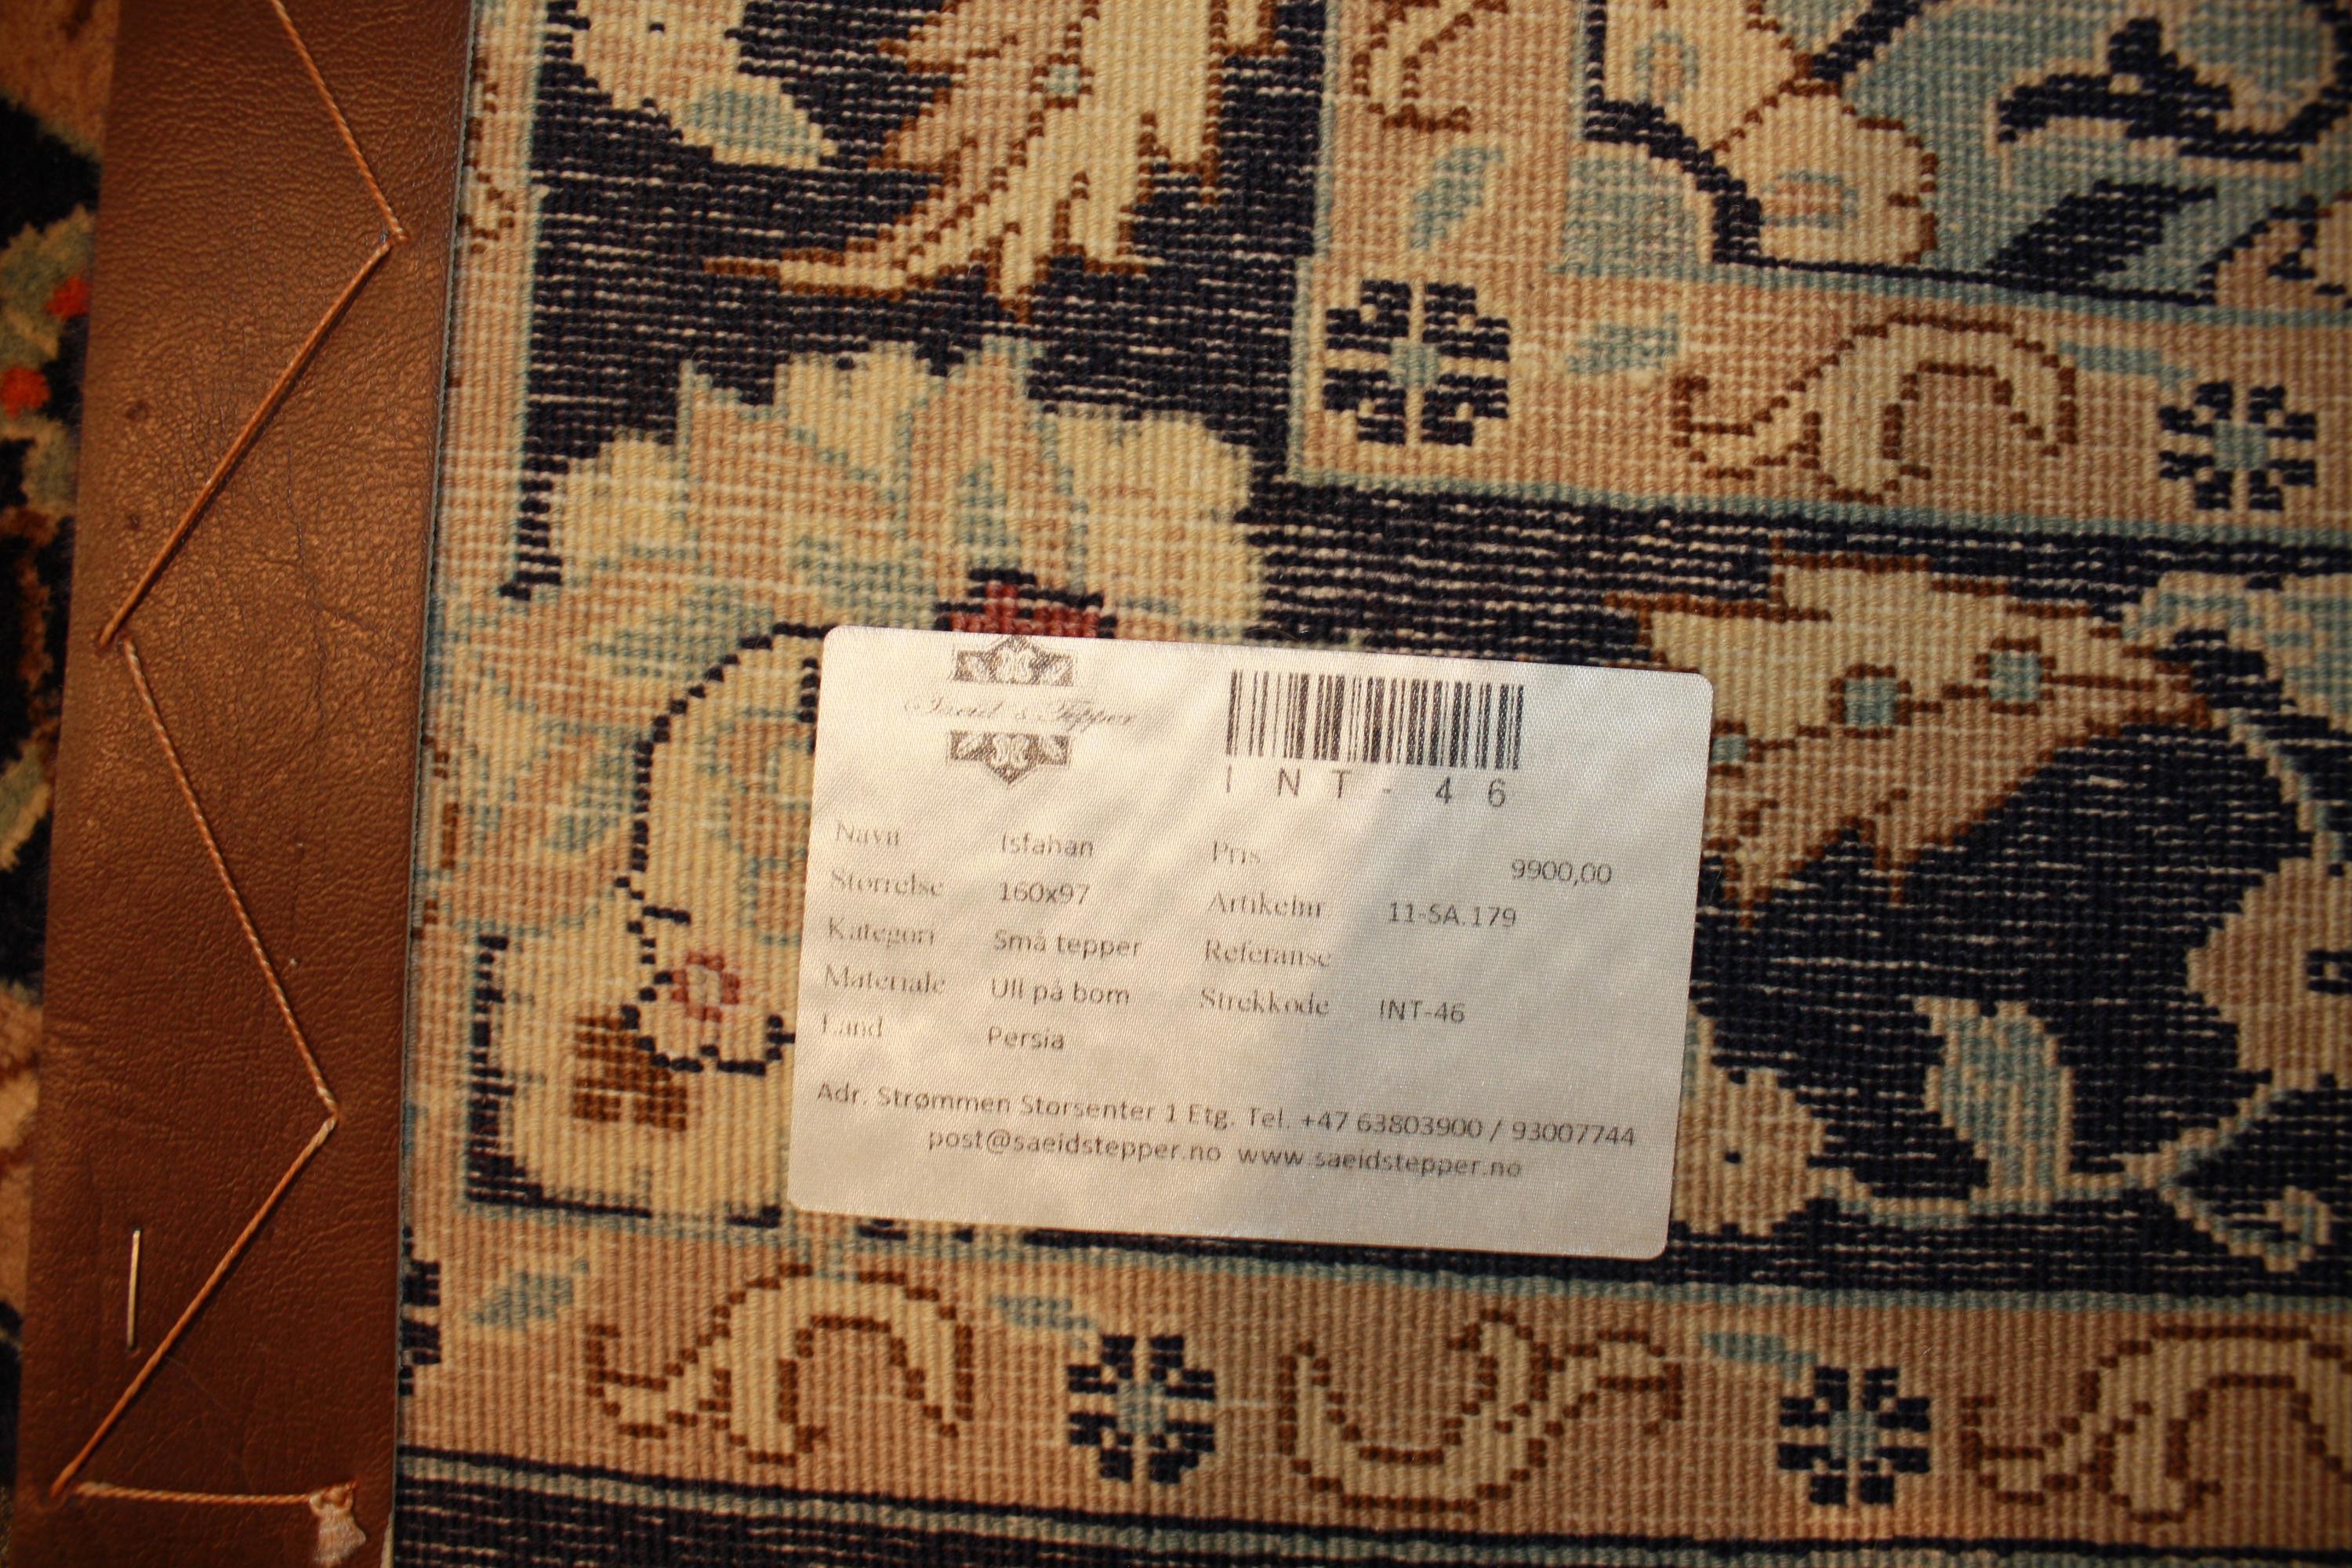 Saeid's Tepper
INT-46
Navn Isfahan Pris 9900,00
Størrelse 160x97 Artikelnr 11-SA.179
Kategori Små tepper Referanse
Materiale Ull på bom Strekkode INT-46
Land Persia
Adr. Strømmen Storsenter 1 Etg. Tel. +47 63803900 / 93007744
post@saeidstepper.no www.saeidstepper.no